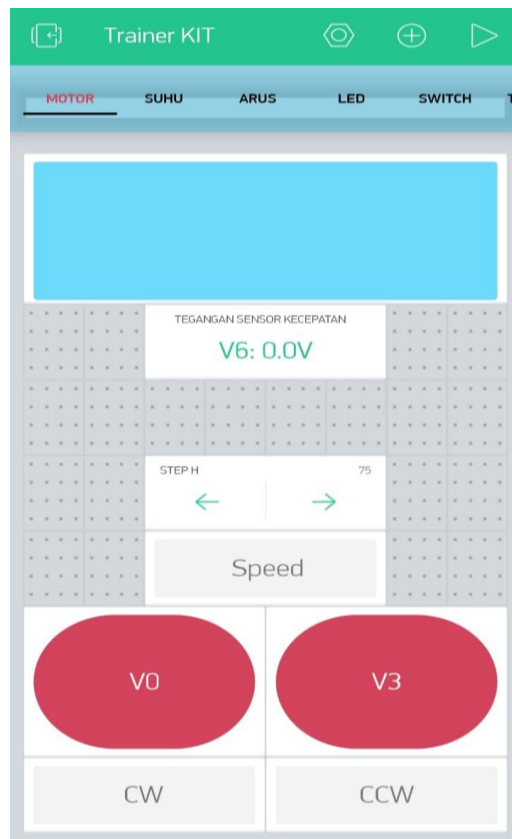 Trainer KIT
MOTOR SUHU ARUS LED SWITCH T
TEGANGAN SENSOR KECEPATAN
V6: 0.0V
STEP H 75
Speed
V0 V3
CW CCW